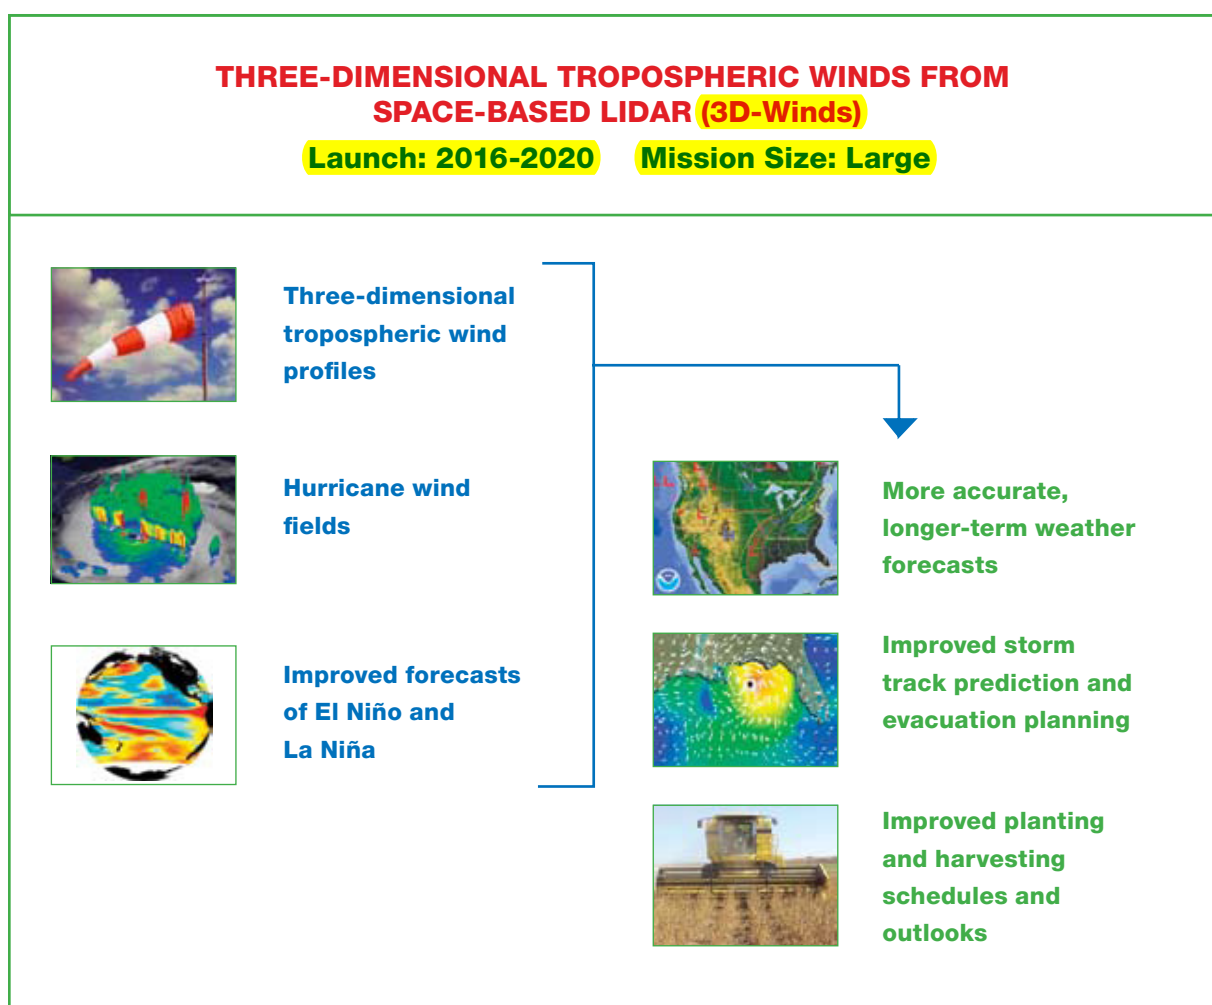 THREE-DIMENSIONAL TROPOSPHERIC WINDS FROM
SPACE-BASED LIDAR (3D-Winds)
Launch: 2016-2020 Mission Size: Large
Three-dimensional
tropospheric wind
profiles
Hurricane wind
fields
Improved forecasts
of El Niño and
La Niña
More accurate,
longer-term weather
forecasts
Improved storm
track prediction and
evacuation planning
Improved planting
and harvesting
schedules and
outlooks